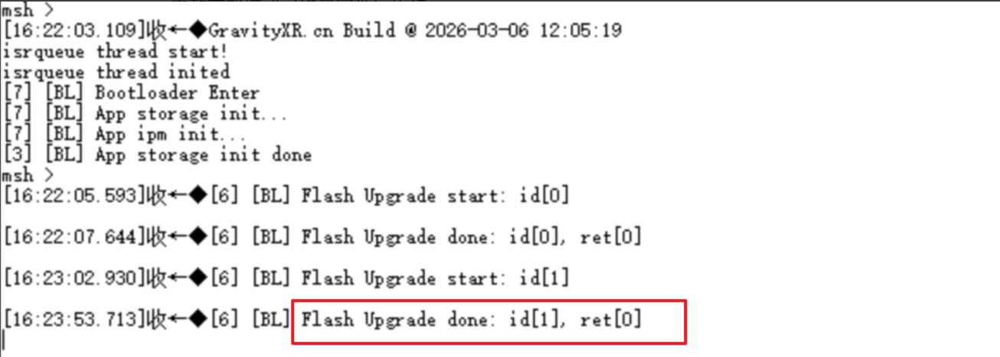 msh >
[16:22:03.109]收←◆GravityXR.cn Build @ 2026-03-06 12:05:19
isrqueue thread start!
isrqueue thread inited
[7] [BL] Bootloader Enter
[7] [BL] App storage init...
[7] [BL] App ipm init...
[3] [BL] App storage init done
msh >
[16:22:05.593]收←◆[6] [BL] Flash Upgrade start: id[0]
[16:22:07.644]收←◆[6] [BL] Flash Upgrade done: id[0], ret[0]
[16:23:02.930]收←◆[6] [BL] Flash Upgrade start: id[1]
[16:23:53.713]收←◆[6] [BL] Flash Upgrade done: id[1], ret[0]